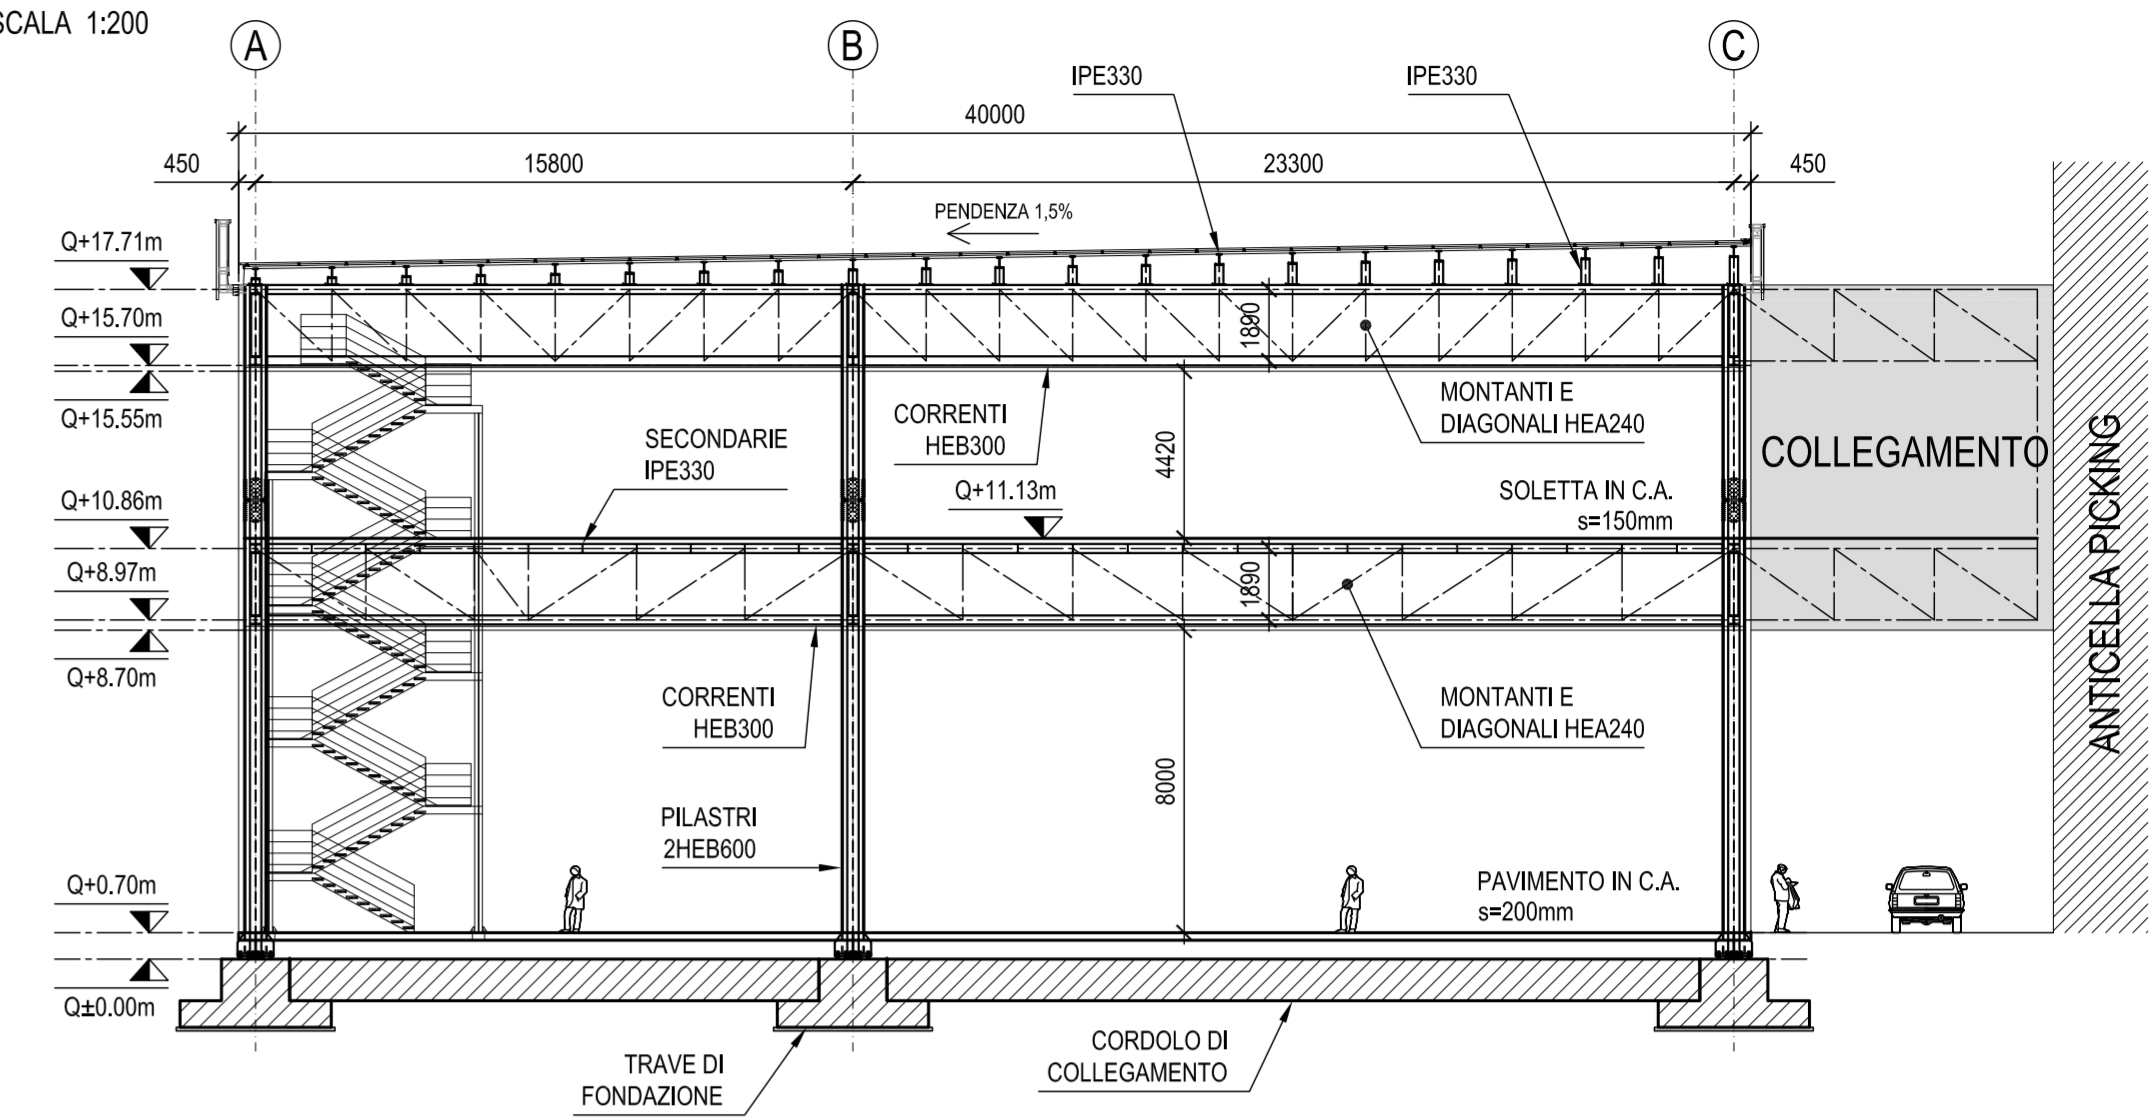 SCALA 1:200
A
B
C
IPE330
IPE330
40000
450
15800
23300
450
PENDENZA 1,5%
Q+17.71m
Q+15.70m
Q+15.55m
Q+10.86m
Q+8.97m
Q+8.70m
Q+0.70m
Q±0.00m
1890
MONTANTI E
DIAGONALI HEA240
CORRENTI
HEB300
SECONDARIE
IPE330
4420
Q+11.13m
SOLETTA IN C.A.
s=150mm
COLLEGAMENTO
ANTICELLA PICKING
1890
CORRENTI
HEB300
MONTANTI E
DIAGONALI HEA240
8000
PILASTRI
2HEB600
PAVIMENTO IN C.A.
s=200mm
TRAVE DI
FONDAZIONE
CORDOLO DI
COLLEGAMENTO